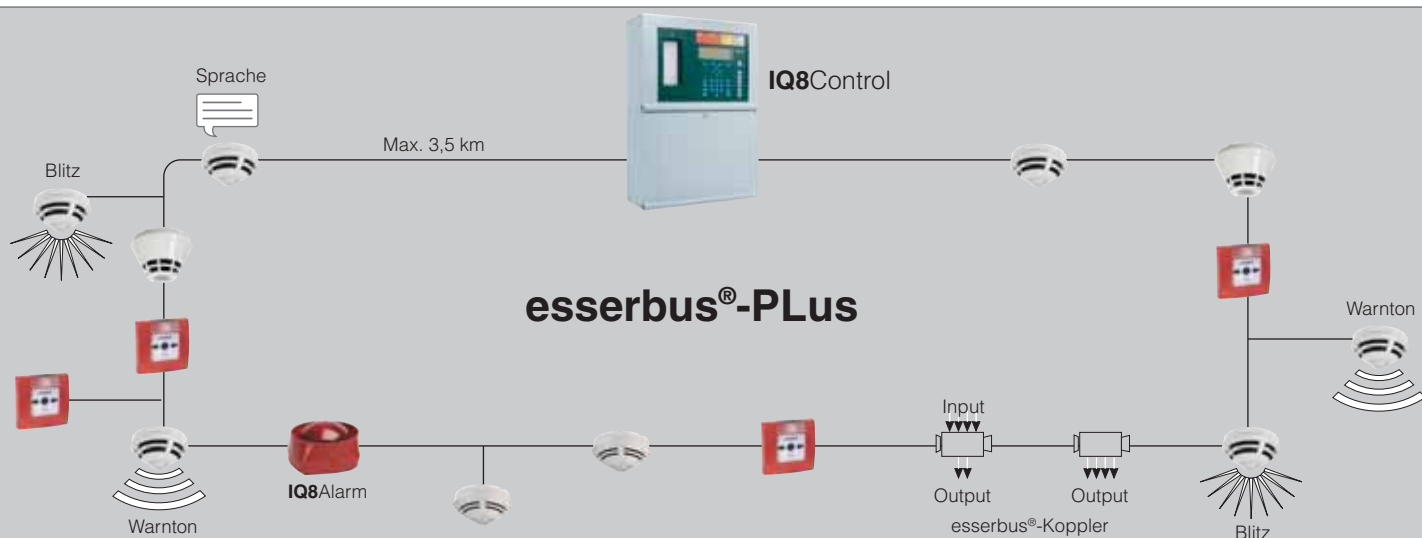 Sprache
IQ8Control
Max. 3,5 km
Blitz
esserbus®-PLus
Warnton
Input
IQ8Alarm
Output
Output
Warnton
esserbus®-Koppler
Blitz